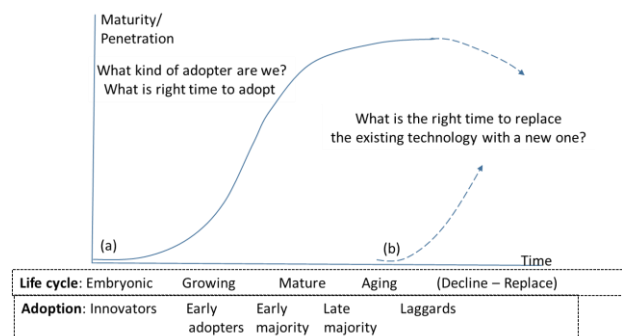 Maturity/
Penetration
What kind of adopter are we?
What is right time to adopt
What is the right time to replace
the existing technology with a new one?
(a)
(b)
Time
Life cycle: Embryonic Growing Mature Aging (Decline – Replace)
Adoption: Innovators Early Early Late Laggards
adopters majority majority